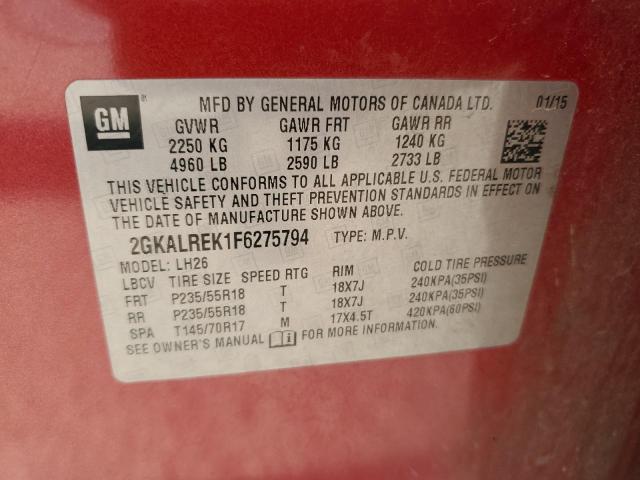 GM
MFD BY GENERAL MOTORS OF CANADA LTD. 01/15
GVWR GAWR FRT GAWR RR
2250 KG 1175 KG 1240 KG
4960 LB 2590 LB 2733 LB
THIS VEHICLE CONFORMS TO ALL APPLICABLE U.S. FEDERAL MOTOR
VEHICLE SAFETY AND THEFT PREVENTION STANDARDS IN EFFECT ON
THE DATE OF MANUFACTURE SHOWN ABOVE.
2GKALREK1F6275794 TYPE: M.P.V.
MODEL: LH26
LBCV TIRE SIZE SPEED RTG RIM COLD TIRE PRESSURE
FRT P235/55R18 T 18X7J 240KPA(35PSI)
RR P235/55R18 T 18X7J 240KPA(35PSI)
SPA T145/70R17 M 17X4.5T 420KPA(60PSI)
SEE OWNER'S MANUAL FOR MORE INFORMATION.